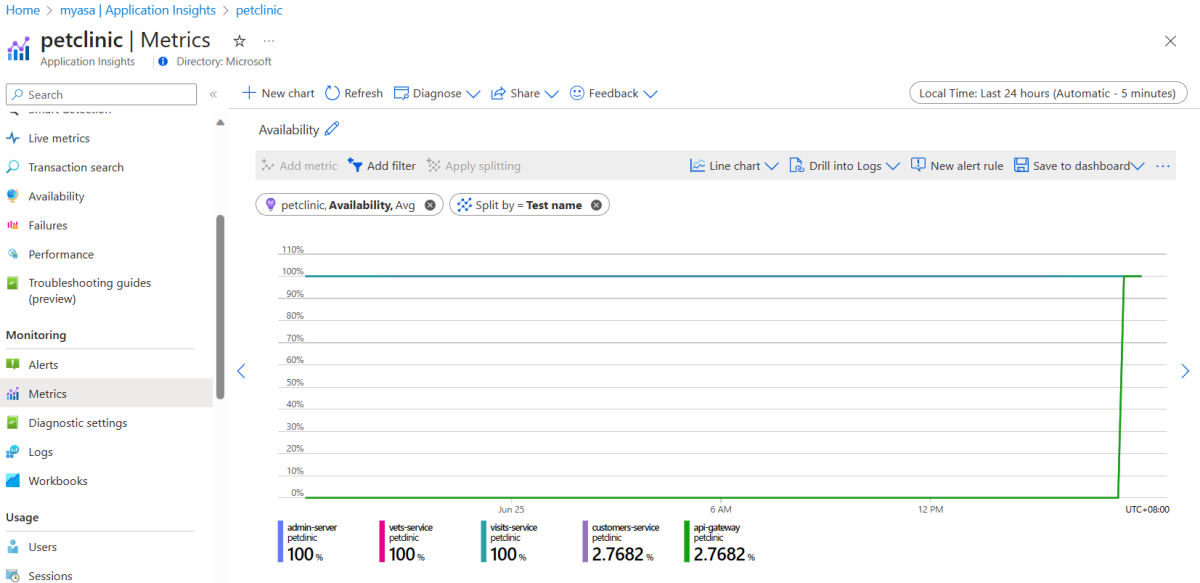 Home > myasa | Application Insights > petclinic
petclinic | Metrics ☆ ...
Application Insights
Directory: Microsoft
Search
«
Smart detection
Live metrics
Transaction search
Availability
Failures
Performance
Troubleshooting guides
(preview)
Monitoring
Alerts
Metrics
Diagnostic settings
Logs
Workbooks
Usage
Users
Sessions
New chart Refresh Diagnose Share Feedback
Local Time: Last 24 hours (Automatic - 5 minutes)
Availability
Add metric Add filter Apply splitting Line chart Drill into Logs New alert rule Save to dashboard ...
petclinic, Availability, Avg
Split by = Test name
110%
100%
90%
80%
70%
60%
50%
40%
30%
20%
10%
0%
Jun 25 6 AM 12 PM UTC+08:00
admin-server
petclinic
100 %
vets-service
petclinic
100 %
visits-service
petclinic
100 %
customers-service
petclinic
2.7682 %
api-gateway
petclinic
2.7682 %